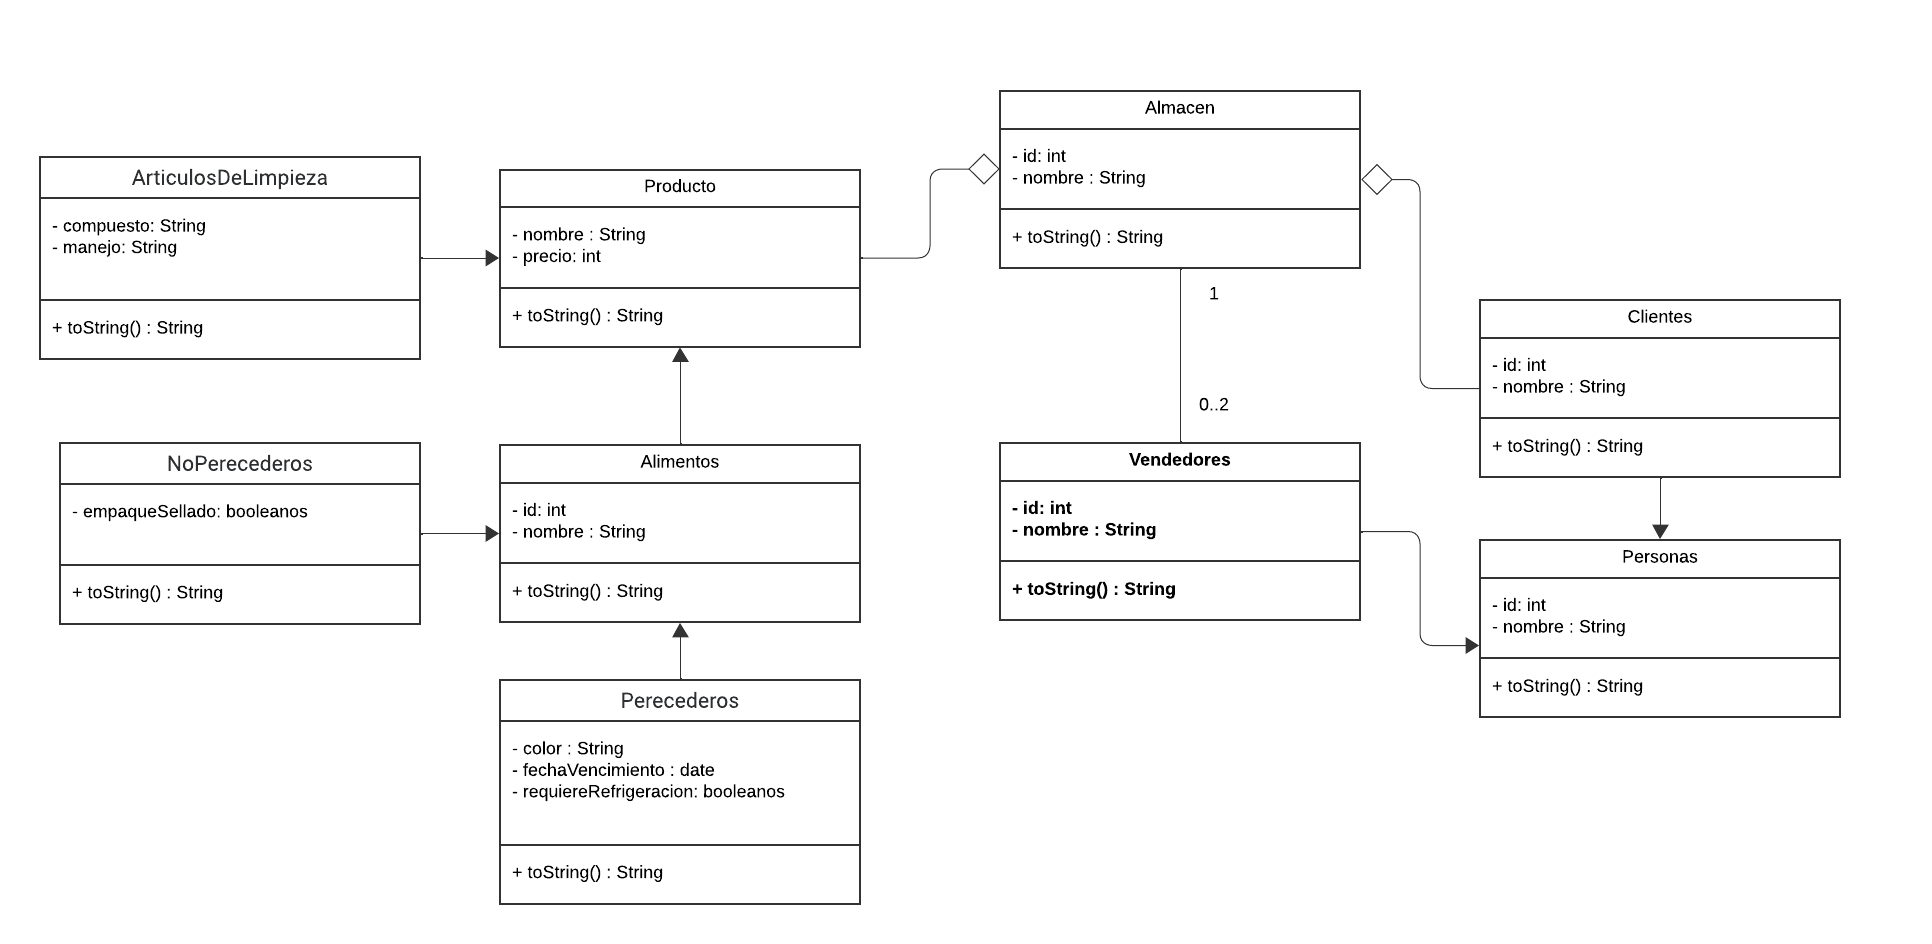 Almacen
- id: int
- nombre : String
+ toString() : String
ArticulosDeLimpieza
- compuesto: String
- manejo: String
+ toString() : String
Producto
- nombre : String
- precio: int
+ toString() : String
1
0..2
Clientes
- id: int
- nombre : String
+ toString() : String
NoPerecederos
- empaqueSellado: booleanos
+ toString() : String
Alimentos
- id: int
- nombre : String
+ toString() : String
Vendedores
- id: int
- nombre : String
+ toString() : String
Personas
- id: int
- nombre : String
+ toString() : String
Perecederos
- color : String
- fechaVencimiento : date
- requiereRefrigeracion: booleanos
+ toString() : String